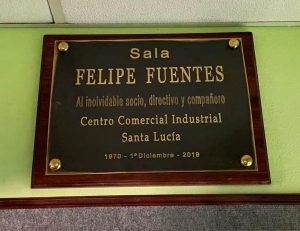 Sala
FELIPE FUENTES
Al inolvidable socio, directivo y compañero
Centro Comercial Industrial
Santa Lucía
1970 - 1º Diciembre - 2019